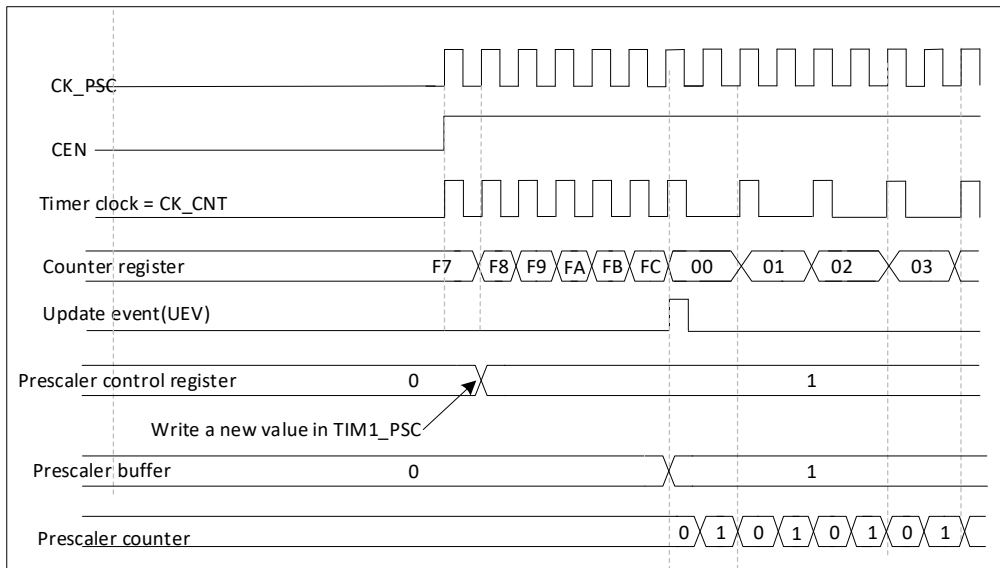 CK_PSC
CEN
Timer clock = CK_CNT
Counter register F7 F8 F9 FA FB FC 00 01 02 03
Update event(UEV)
Prescaler control register 0 1
Write a new value in TIM1_PSC
Prescaler buffer 0 1
Prescaler counter 0 1 0 1 0 1 0 1